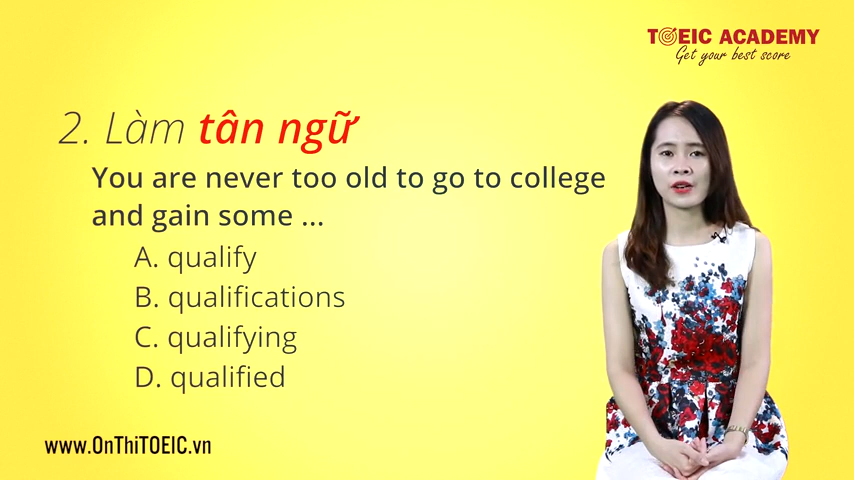 TOEIC ACADEMY
Get your best score
2. Làm tân ngữ
You are never too old to go to college
and gain some ...
A. qualify
B. qualifications
C. qualifying
D. qualified
www.OnThiTOEIC.vn